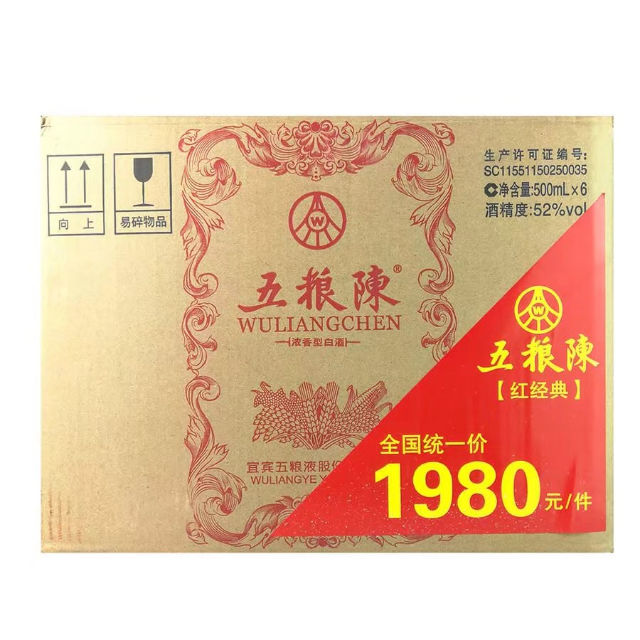 生产许可证编号:
SC11551150250035
净含量:500mL×6
酒精度:52%vol
向 上
易碎物品
W
五粮陳®
WULIANGCHEN
浓香型白酒
W
五粮陳
【红经典】
宜宾五粮液股份
WULIANGYE Y
全国统一价
1980元/件